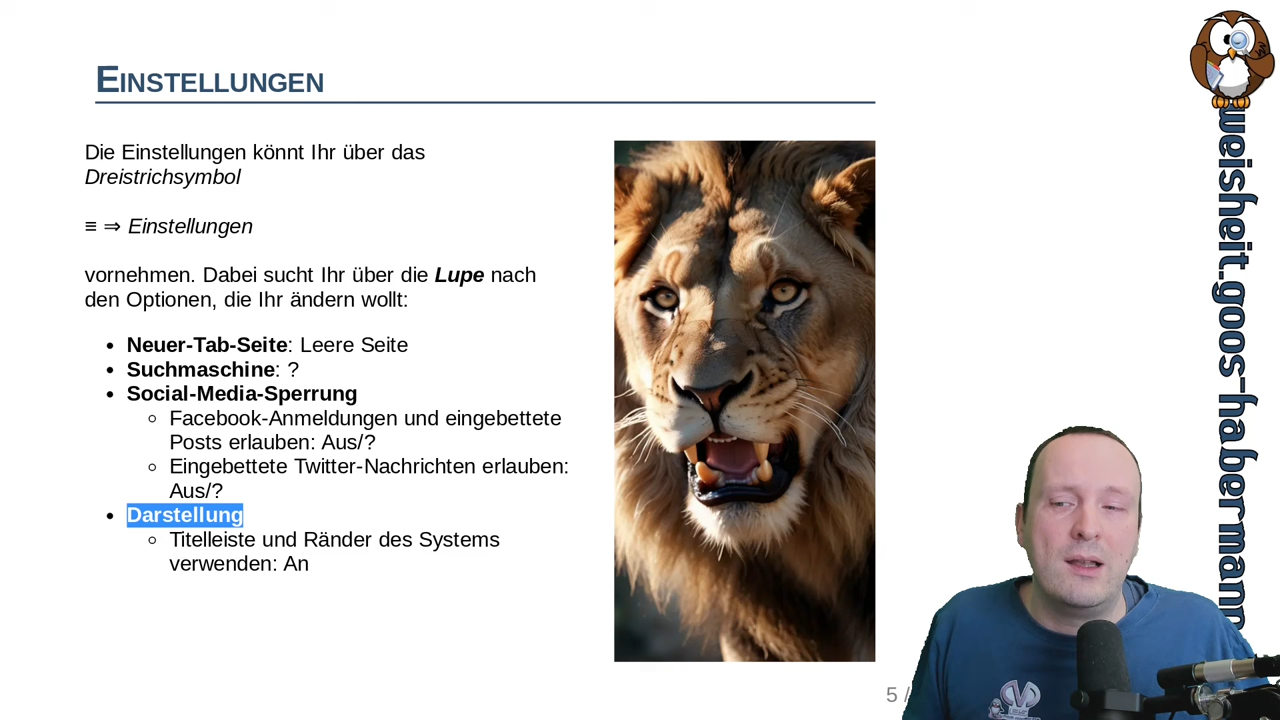 EINSTELLUNGEN
Die Einstellungen könnt Ihr über das
Dreistrichsymbol
≡ ⇒ Einstellungen
vornehmen. Dabei sucht Ihr über die Lupe nach
den Optionen, die Ihr ändern wollt:
• Neuer-Tab-Seite: Leere Seite
• Suchmaschine: ?
• Social-Media-Sperrung
◦ Facebook-Anmeldungen und eingebettete
Posts erlauben: Aus/?
◦ Eingebettete Twitter-Nachrichten erlauben:
Aus/?
• Darstellung
◦ Titelleiste und Ränder des Systems
verwenden: An
5 /
weisheit.goos-habermann